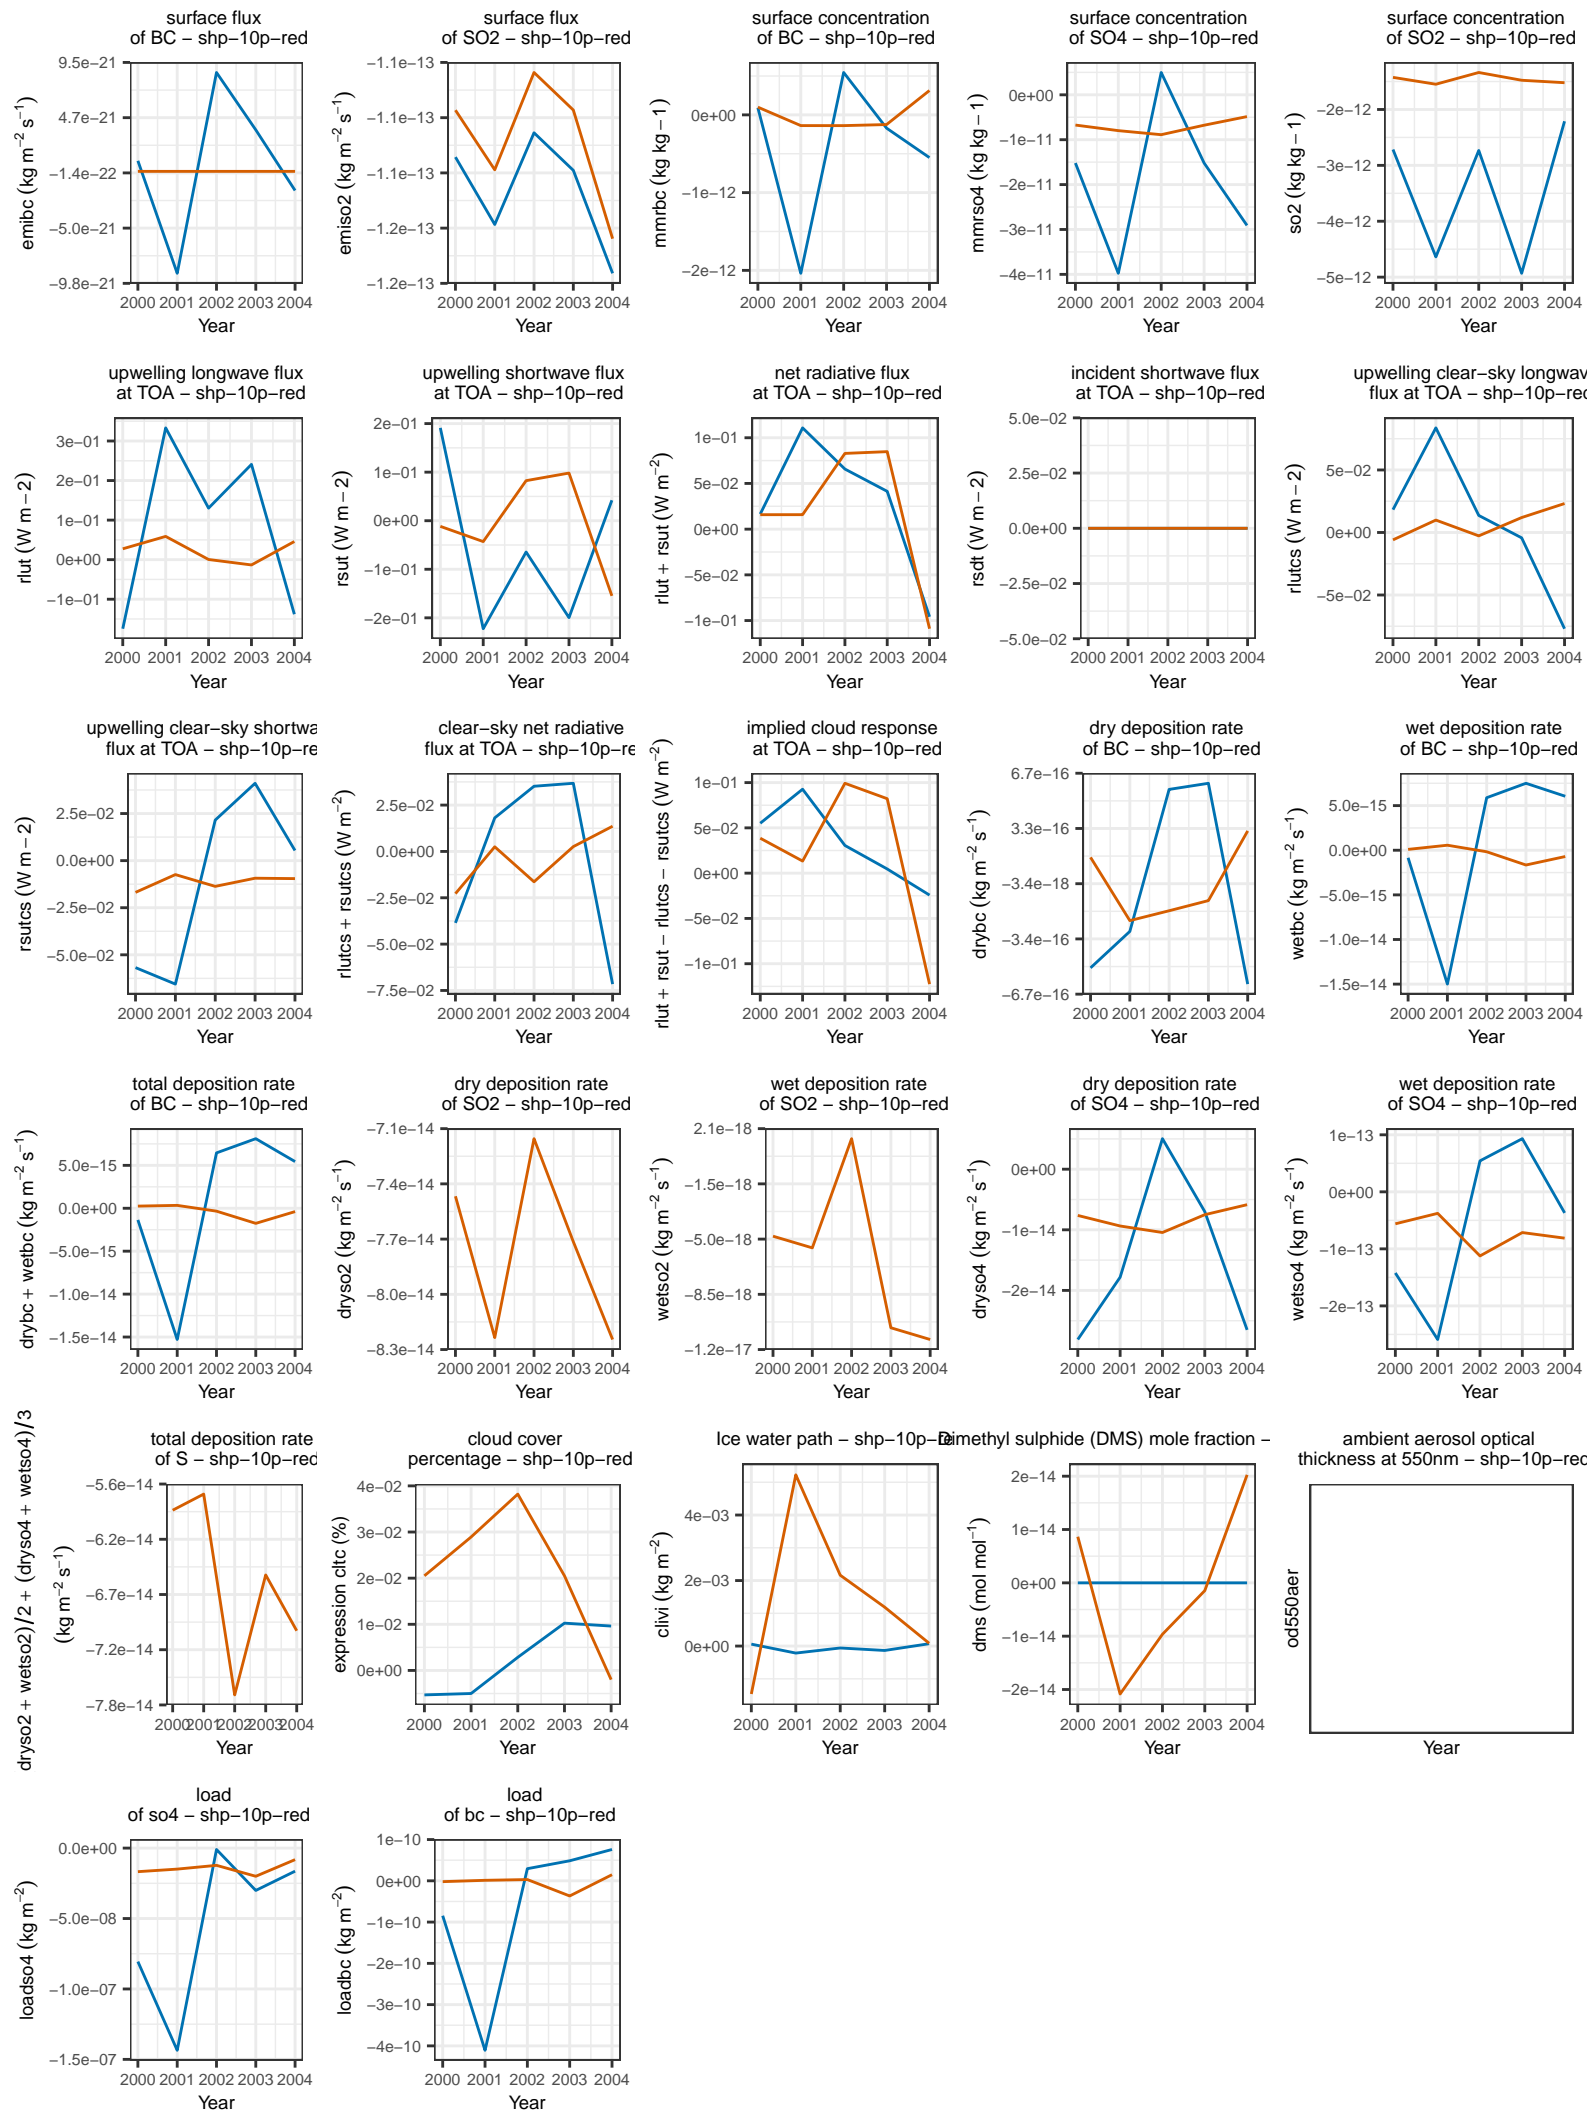 surface flux
of BC − shp−10p−red
9.5e−21
4.7e−21
−1.4e−22
−5.0e−21
−9.8e−21
emibc (kg m−2 s−1)
2000 2001 2002 2003 2004
Year
surface flux
of SO2 − shp−10p−red
−1.1e−13
−1.1e−13
−1.1e−13
−1.2e−13
−1.2e−13
emiso2 (kg m−2 s−1)
2000 2001 2002 2003 2004
Year
surface concentration
of BC − shp−10p−red
0e+00
−1e−12
−2e−12
mmrbc (kg kg − 1)
2000 2001 2002 2003 2004
Year
surface concentration
of SO4 − shp−10p−red
0e+00
−1e−11
−2e−11
−3e−11
−4e−11
mmrso4 (kg kg − 1)
2000 2001 2002 2003 2004
Year
surface concentration
of SO2 − shp−10p−red
−2e−12
−3e−12
−4e−12
−5e−12
so2 (kg kg − 1)
2000 2001 2002 2003 2004
Year
upwelling longwave flux
at TOA − shp−10p−red
3e−01
2e−01
1e−01
0e+00
−1e−01
rlut (W m − 2)
2000 2001 2002 2003 2004
Year
upwelling shortwave flux
at TOA − shp−10p−red
2e−01
1e−01
0e+00
−1e−01
−2e−01
rsut (W m − 2)
2000 2001 2002 2003 2004
Year
net radiative flux
at TOA − shp−10p−red
1e−01
5e−02
0e+00
−5e−02
−1e−01
rlut + rsut (W m−2)
2000 2001 2002 2003 2004
Year
incident shortwave flux
at TOA − shp−10p−red
5.0e−02
2.5e−02
0.0e+00
−2.5e−02
−5.0e−02
rsdt (W m − 2)
2000 2001 2002 2003 2004
Year
upwelling clear−sky longwav
flux at TOA − shp−10p−red
5e−02
0e+00
−5e−02
rlutcs (W m − 2)
2000 2001 2002 2003 2004
Year
upwelling clear−sky shortwa
flux at TOA − shp−10p−re
2.5e−02
0.0e+00
−2.5e−02
−5.0e−02
rsutcs (W m − 2)
2000 2001 2002 2003 2004
Year
clear−sky net radiative
flux at TOA − shp−10p−re
2.5e−02
0.0e+00
−2.5e−02
−5.0e−02
−7.5e−02
rlutcs + rsutcs (W m−2)
2000 2001 2002 2003 2004
Year
implied cloud response
at TOA − shp−10p−red
1e−01
5e−02
0e+00
−5e−02
−1e−01
rlut + rsut − rlutcs − rsutcs (W m−2)
2000 2001 2002 2003 2004
Year
dry deposition rate
of BC − shp−10p−red
6.7e−16
3.3e−16
−3.4e−18
−3.4e−16
−6.7e−16
drybc (kg m−2 s−1)
2000 2001 2002 2003 2004
Year
wet deposition rate
of BC − shp−10p−red
5.0e−15
0.0e+00
−5.0e−15
−1.0e−14
−1.5e−14
wetbc (kg m−2 s−1)
2000 2001 2002 2003 2004
Year
total deposition rate
of BC − shp−10p−red
5.0e−15
0.0e+00
−5.0e−15
−1.0e−14
−1.5e−14
drybc + wetbc (kg m−2 s−1)
2000 2001 2002 2003 2004
Year
dry deposition rate
of SO2 − shp−10p−red
−7.1e−14
−7.4e−14
−7.7e−14
−8.0e−14
−8.3e−14
dryso2 (kg m−2 s−1)
2000 2001 2002 2003 2004
Year
wet deposition rate
of SO2 − shp−10p−red
2.1e−18
−1.5e−18
−5.0e−18
−8.5e−18
−1.2e−17
wetso2 (kg m−2 s−1)
2000 2001 2002 2003 2004
Year
dry deposition rate
of SO4 − shp−10p−red
0e+00
−1e−14
−2e−14
dryso4 (kg m−2 s−1)
2000 2001 2002 2003 2004
Year
wet deposition rate
of SO4 − shp−10p−red
1e−13
0e+00
−1e−13
−2e−13
wetso4 (kg m−2 s−1)
2000 2001 2002 2003 2004
Year
total deposition rate
of S − shp−10p−red
−5.6e−14
−6.2e−14
−6.7e−14
−7.2e−14
−7.8e−14
dryso2 + wetso2)/2 + (dryso4 + wetso4)/3
(kg m−2 s−1)
2000 2001 2002 2003 2004
Year
cloud cover
percentage − shp−10p−red
4e−02
3e−02
2e−02
1e−02
0e+00
expression cltc (%)
2000 2001 2002 2003 2004
Year
Ice water path − shp−10p−re
4e−03
2e−03
0e+00
clivi (kg m−2)
2000 2001 2002 2003 2004
Year
Dimethyl sulphide (DMS) mole fraction −
2e−14
1e−14
0e+00
−1e−14
−2e−14
dms (mol mol−1)
2000 2001 2002 2003 2004
Year
ambient aerosol optical
thickness at 550nm − shp−10p−red
od550aer
Year
load
of so4 − shp−10p−red
0.0e+00
−5.0e−08
−1.0e−07
−1.5e−07
loadso4 (kg m−2)
2000 2001 2002 2003 2004
Year
load
of bc − shp−10p−red
1e−10
0e+00
−1e−10
−2e−10
−3e−10
−4e−10
loadbc (kg m−2)
2000 2001 2002 2003 2004
Year